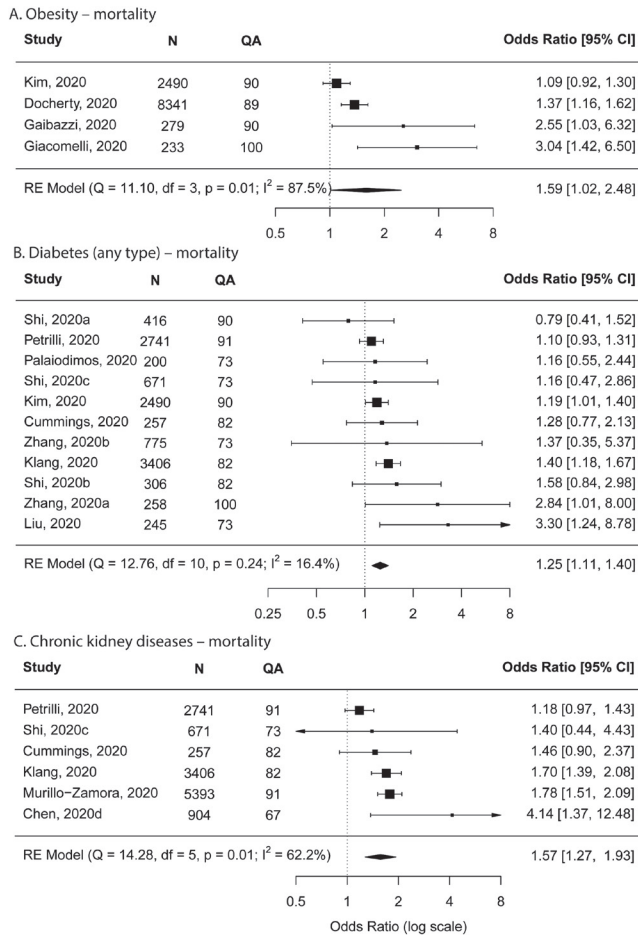 A. Obesity – mortality
Study N QA Odds Ratio [95% CI]
Kim, 2020 2490 90 1.09 [0.92, 1.30]
Docherty, 2020 8341 89 1.37 [1.16, 1.62]
Gaibazzi, 2020 279 90 2.55 [1.03, 6.32]
Giacomelli, 2020 233 100 3.04 [1.42, 6.50]
RE Model (Q = 11.10, df = 3, p = 0.01; I² = 87.5%) 1.59 [1.02, 2.48]
0.5 1 2 4 8
B. Diabetes (any type) – mortality
Study N QA Odds Ratio [95% CI]
Shi, 2020a 416 90 0.79 [0.41, 1.52]
Petrilli, 2020 2741 91 1.10 [0.93, 1.31]
Palaiodimos, 2020 200 73 1.16 [0.55, 2.44]
Shi, 2020c 671 73 1.16 [0.47, 2.86]
Kim, 2020 2490 90 1.19 [1.01, 1.40]
Cummings, 2020 257 82 1.28 [0.77, 2.13]
Zhang, 2020b 775 73 1.37 [0.35, 5.37]
Klang, 2020 3406 82 1.40 [1.18, 1.67]
Shi, 2020b 306 82 1.58 [0.84, 2.98]
Zhang, 2020a 258 100 2.84 [1.01, 8.00]
Liu, 2020 245 73 3.30 [1.24, 8.78]
RE Model (Q = 12.76, df = 10, p = 0.24; I² = 16.4%) 1.25 [1.11, 1.40]
0.25 0.5 1 2 4 8
C. Chronic kidney diseases – mortality
Study N QA Odds Ratio [95% CI]
Petrilli, 2020 2741 91 1.18 [0.97, 1.43]
Shi, 2020c 671 73 1.40 [0.44, 4.43]
Cummings, 2020 257 82 1.46 [0.90, 2.37]
Klang, 2020 3406 82 1.70 [1.39, 2.08]
Murillo−Zamora, 2020 5393 91 1.78 [1.51, 2.09]
Chen, 2020d 904 67 4.14 [1.37, 12.48]
RE Model (Q = 14.28, df = 5, p = 0.01; I² = 62.2%) 1.57 [1.27, 1.93]
0.5 1 2 4 8
Odds Ratio (log scale)